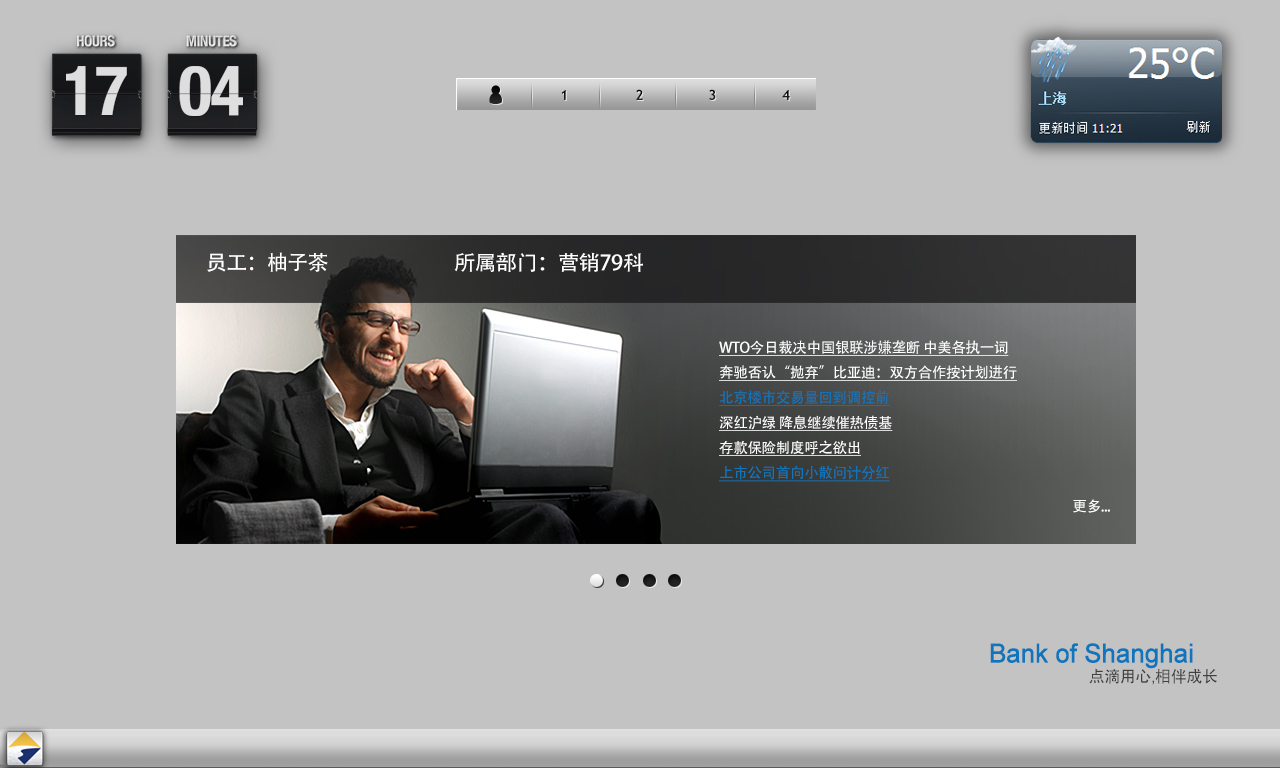 HOURS MINUTES
17 04
1 2 3 4
25°C
上海
更新时间 11:21 刷新
员工：柚子茶 所属部门：营销79科
WTO今日裁决中国银联涉嫌垄断 中美各执一词
奔驰否认“抛弃”比亚迪：双方合作按计划进行
北京楼市交易量回到调控前
深红沪绿 降息继续催热债基
存款保险制度呼之欲出
上市公司首向小散问计分红
更多...
Bank of Shanghai
点滴用心,相伴成长